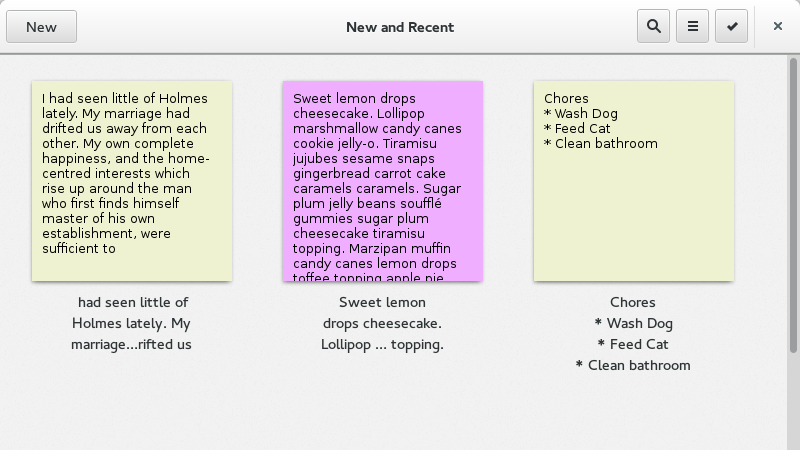 New
New and Recent
I had seen little of Holmes
lately. My marriage had
drifted us away from each
other. My own complete
happiness, and the home-
centred interests which
rise up around the man
who first finds himself
master of his own
establishment, were
sufficient to
had seen little of
Holmes lately. My
marriage...rifted us
Sweet lemon drops
cheesecake. Lollipop
marshmallow candy canes
cookie jelly-o. Tiramisu
jujubes sesame snaps
gingerbread carrot cake
caramels caramels. Sugar
plum jelly beans soufflé
gummies sugar plum
cheesecake tiramisu
topping. Marzipan muffin
candy canes lemon drops
toffee topping apple pie
Sweet lemon
drops cheesecake.
Lollipop ... topping.
Chores
* Wash Dog
* Feed Cat
* Clean bathroom
Chores
* Wash Dog
* Feed Cat
* Clean bathroom